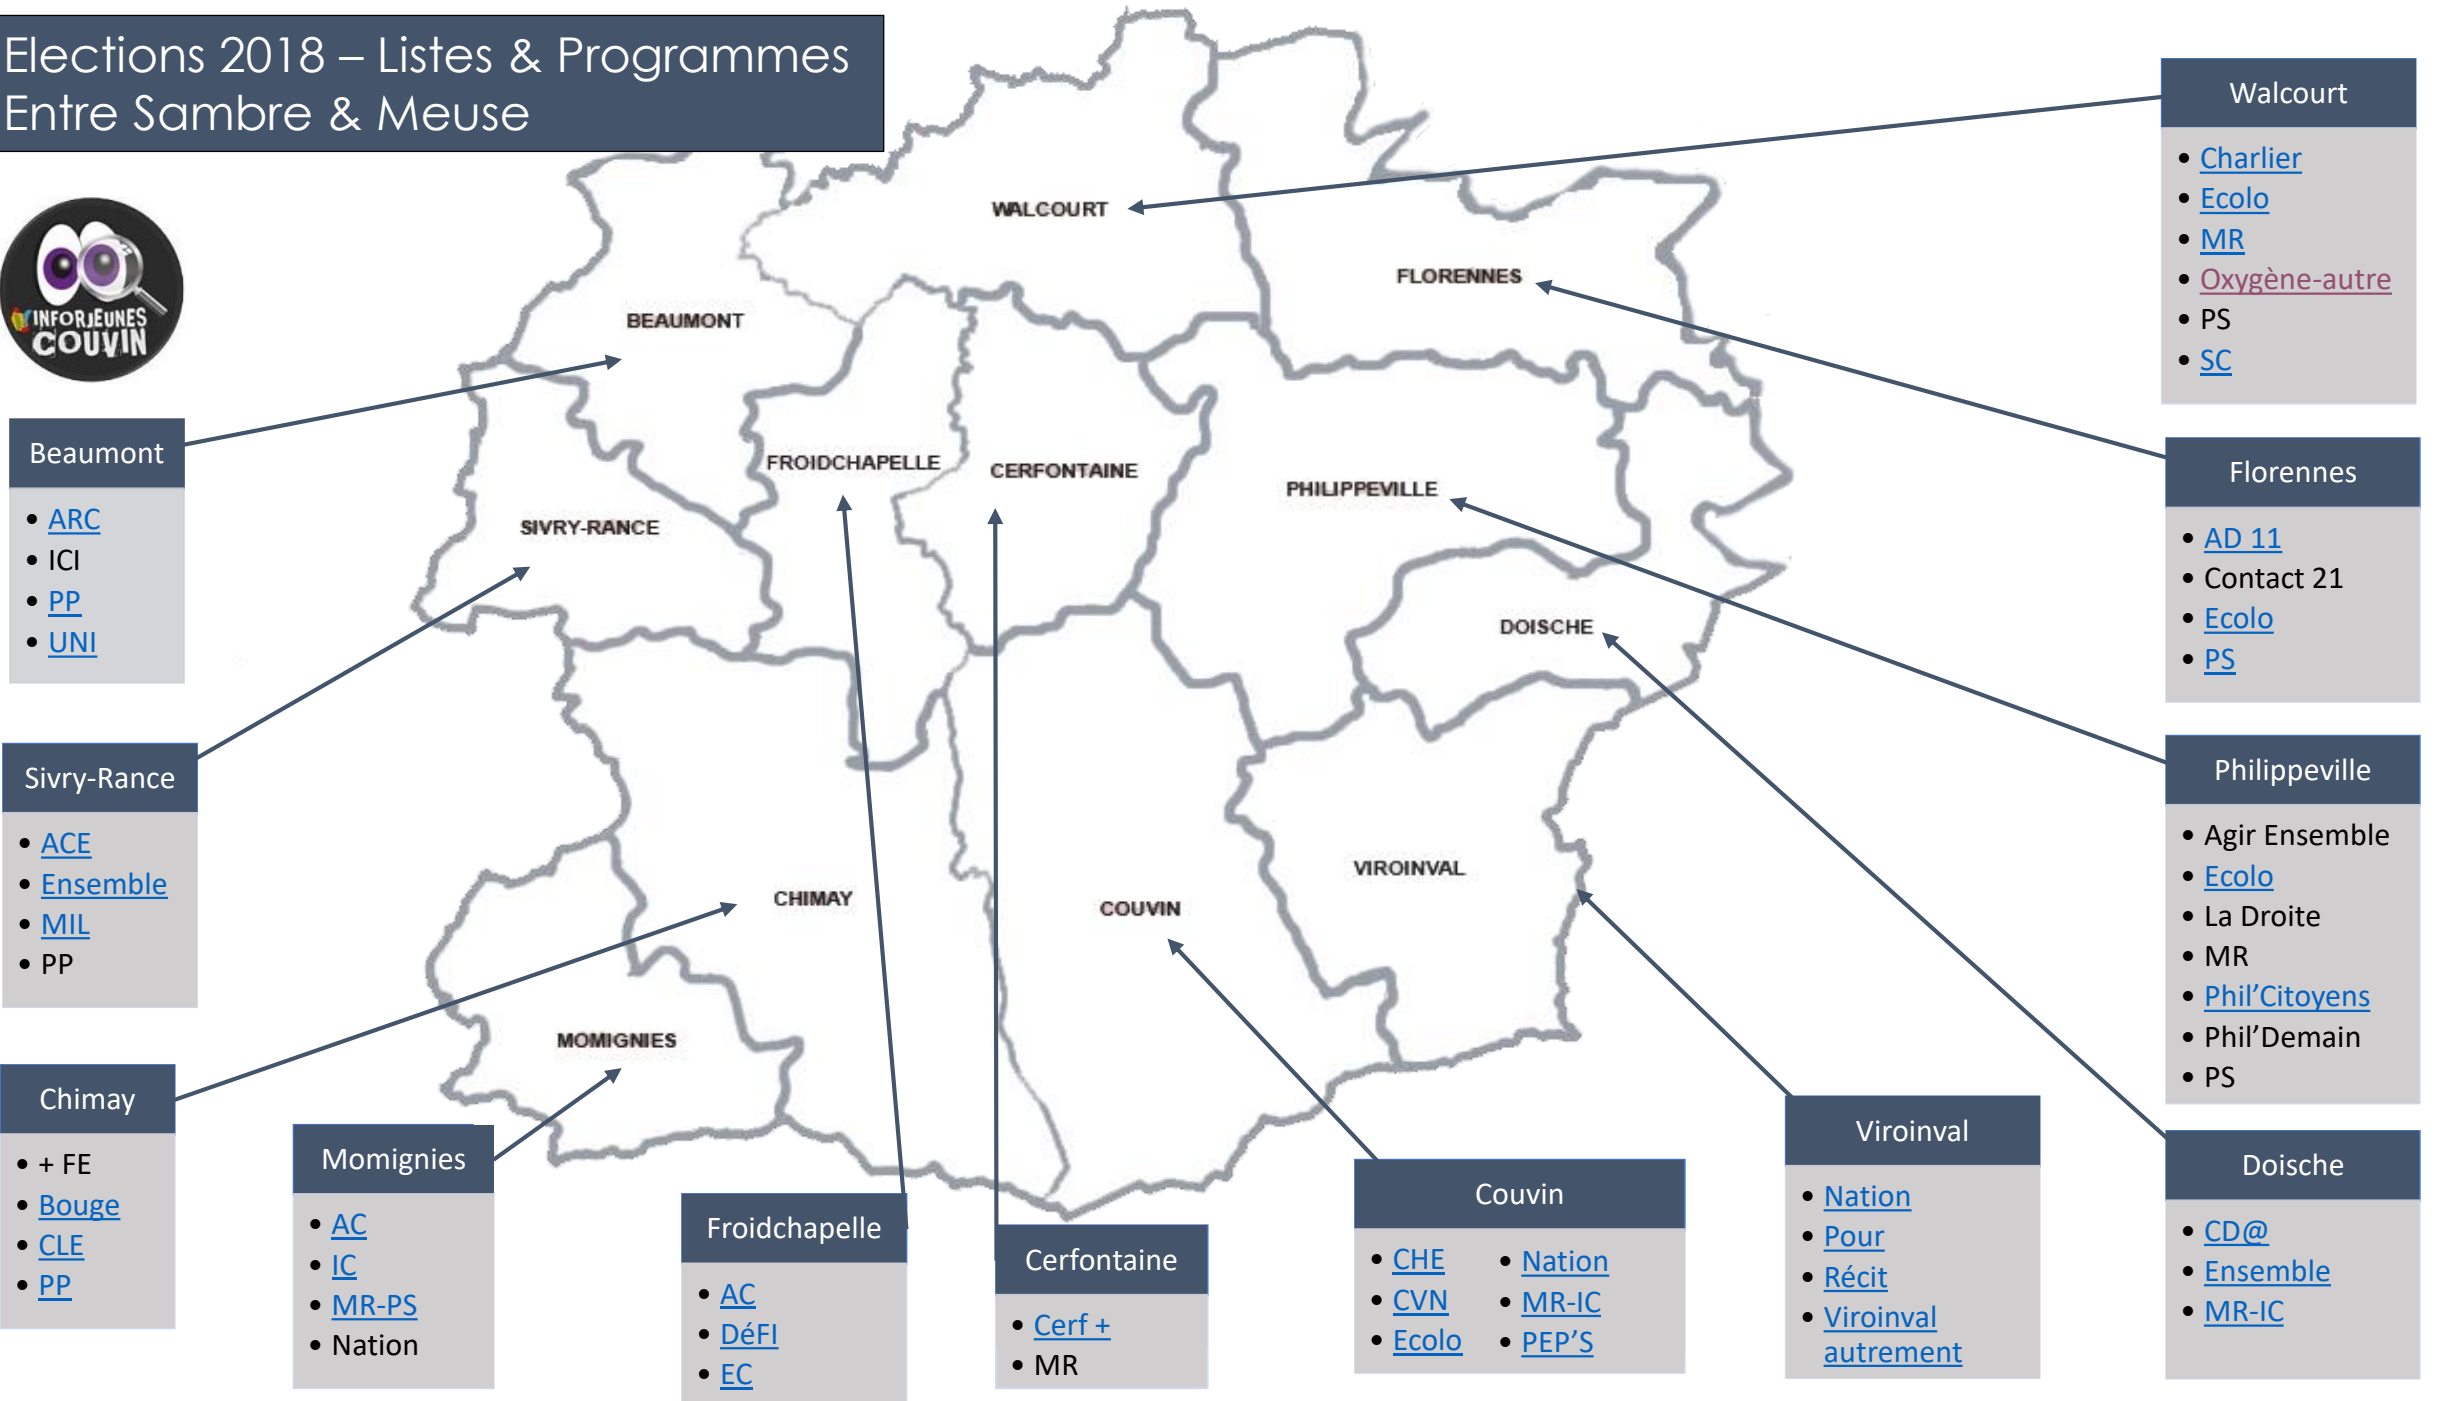 Elections 2018 – Listes & Programmes
Entre Sambre & Meuse
INFORJEUNES
COUVIN
WALCOURT
FLORENNES
BEAUMONT
FROIDCHAPELLE
CERFONTAINE
PHILIPPEVILLE
SIVRY-RANCE
DOISCHE
VIROINVAL
CHIMAY
COUVIN
MOMIGNIES
Walcourt
• Charlier
• Ecolo
• MR
• Oxygène-autre
• PS
• SC
Florennes
• AD 11
• Contact 21
• Ecolo
• PS
Philippeville
• Agir Ensemble
• Ecolo
• La Droite
• MR
• Phil’Citoyens
• Phil’Demain
• PS
Doische
• CD@
• Ensemble
• MR-IC
Beaumont
• ARC
• ICI
• PP
• UNI
Sivry-Rance
• ACE
• Ensemble
• MIL
• PP
Chimay
• + FE
• Bouge
• CLE
• PP
Momignies
• AC
• IC
• MR-PS
• Nation
Froidchapelle
• AC
• DéFI
• EC
Cerfontaine
• Cerf +
• MR
Couvin
• CHE
• CVN
• Ecolo
• Nation
• MR-IC
• PEP’S
Viroinval
• Nation
• Pour
• Récit
• Viroinval
autrement